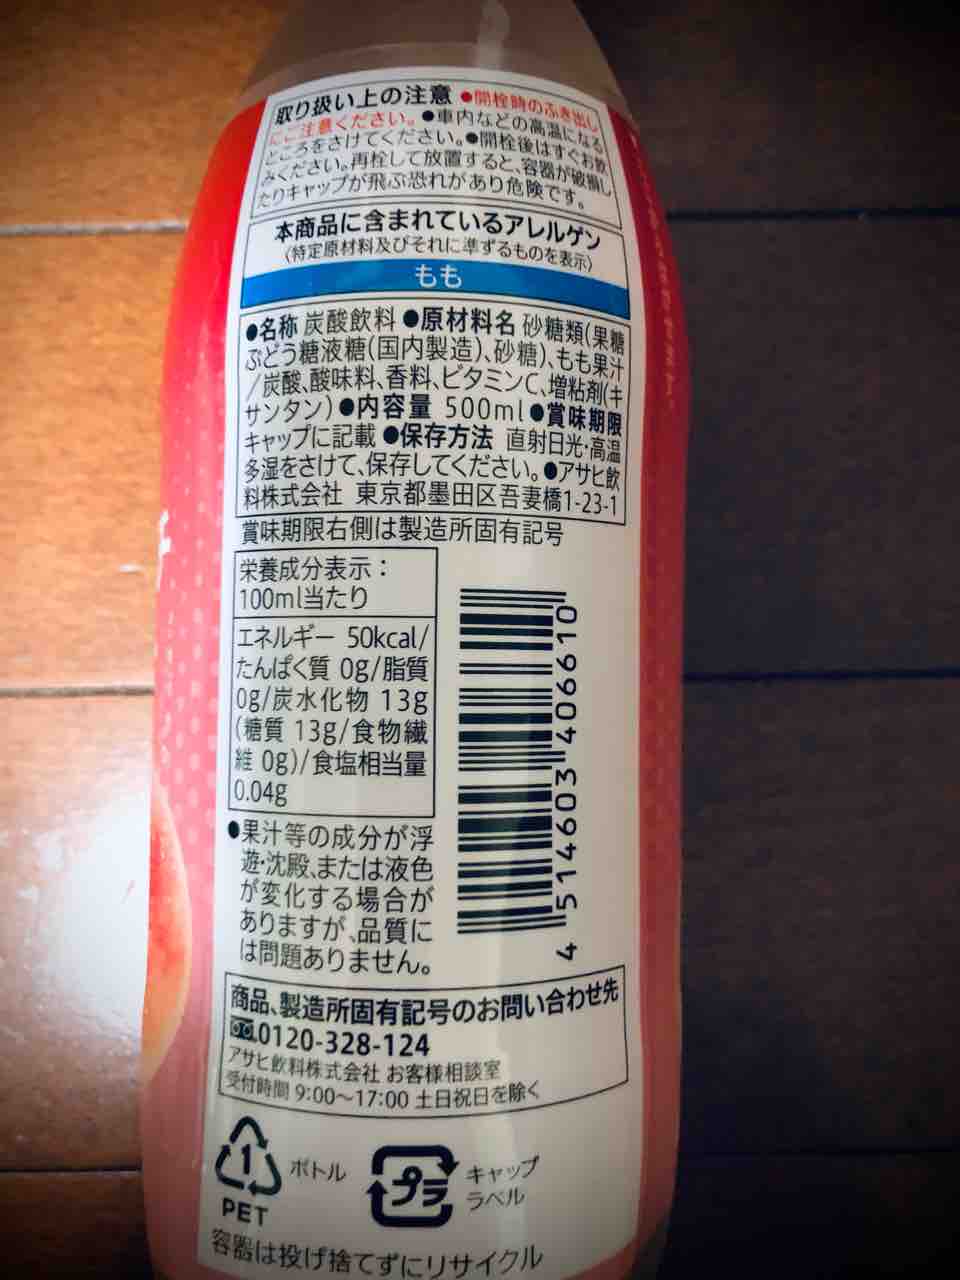 取り扱い上の注意 ●開栓時のふき出し
にご注意ください。●車内などの高温になる
ところをさけてください。●開栓後はすぐお飲
みください。再栓して放置すると、容器が破損し
たりキャップが飛ぶ恐れがあり危険です。
本商品に含まれているアレルゲン
(特定原材料及びそれに準ずるものを表示)
もも
●名称 炭酸飲料 ●原材料名 砂糖類(果糖
ぶどう糖液糖(国内製造)、砂糖)、もも果汁
/炭酸、酸味料、香料、ビタミンC、増粘剤(キ
サンタン) ●内容量 500ml ●賞味期限
キャップに記載 ●保存方法 直射日光・高温
多湿をさけて、保存してください。●アサヒ飲
料株式会社 東京都墨田区吾妻橋1-23-1
賞味期限右側は製造所固有記号
栄養成分表示：
100ml当たり
エネルギー 50kcal/
たんぱく質 0g/脂質
0g/炭水化物 13g
(糖質 13g/食物繊
維 0g)/食塩相当量
0.04g
●果汁等の成分が浮
遊・沈殿、または液色
が変化する場合が
ありますが、品質に
は問題ありません。
4 514603 406610
商品、製造所固有記号のお問い合わせ先
0120-328-124
アサヒ飲料株式会社 お客様相談室
受付時間 9:00〜17:00 土日祝日を除く
1 ボトル
PET
プラ キャップ
ラベル
容器は投げ捨てずにリサイクル